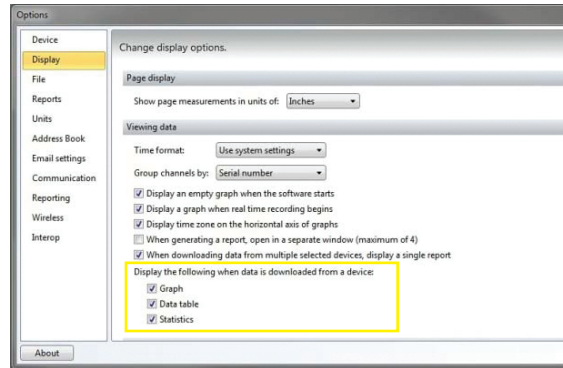 Options
Device
Display
File
Reports
Units
Address Book
Email settings
Communication
Reporting
Wireless
Interop
Change display options.
Page display
Show page measurements in units of: Inches
Viewing data
Time format: Use system settings
Group channels by: Serial number
Display an empty graph when the software starts
Display a graph when real time recording begins
Display time zone on the horizontal axis of graphs
When generating a report, open in a separate window (maximum of 4)
When downloading data from multiple selected devices, display a single report
Display the following when data is downloaded from a device:
Graph
Data table
Statistics
About